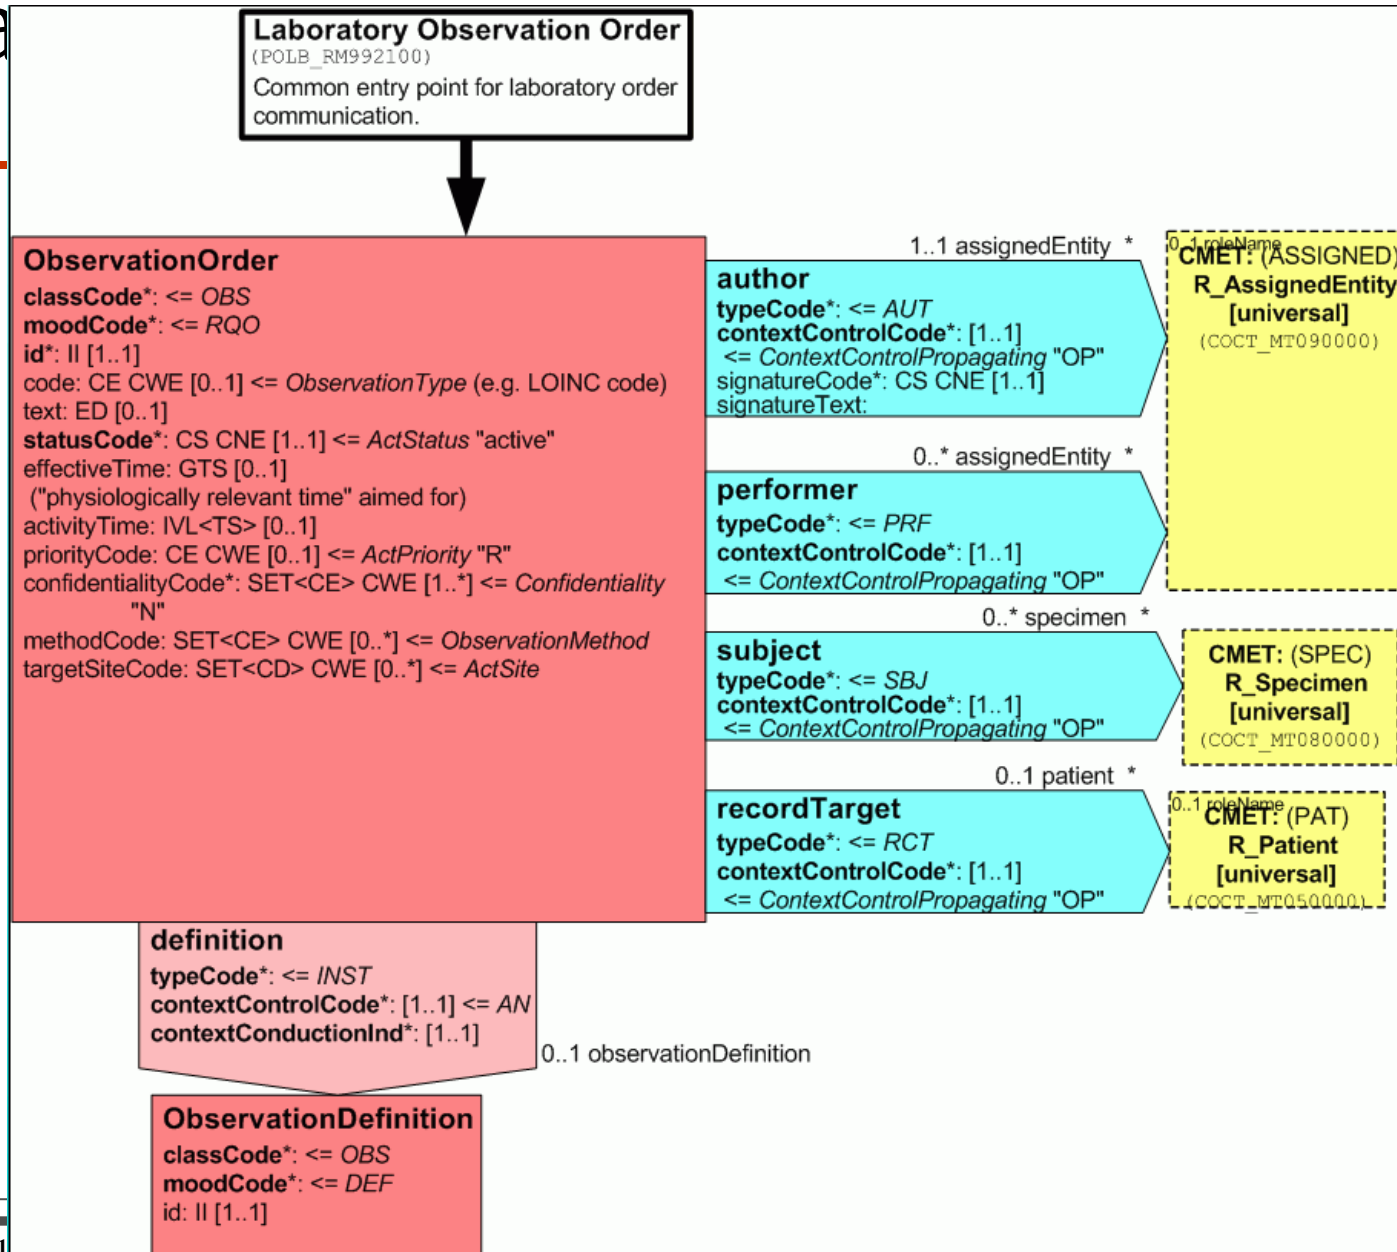 Laboratory Observation Order
(POLB_RM992100)
Common entry point for laboratory order
communication.
ObservationOrder
classCode*: <= OBS
moodCode*: <= RQO
id*: II [1..1]
code: CE CWE [0..1] <= ObservationType (e.g. LOINC code)
text: ED [0..1]
statusCode*: CS CNE [1..1] <= ActStatus "active"
effectiveTime: GTS [0..1]
("physiologically relevant time" aimed for)
activityTime: IVL<TS> [0..1]
priorityCode: CE CWE [0..1] <= ActPriority "R"
confidentialityCode*: SET<CE> CWE [1..*] <= Confidentiality
"N"
methodCode: SET<CE> CWE [0..*] <= ObservationMethod
targetSiteCode: SET<CD> CWE [0..*] <= ActSite
1..1 assignedEntity *
author
typeCode*: <= AUT
contextControlCode*: [1..1]
<= ContextControlPropagating "OP"
signatureCode*: CS CNE [1..1]
signatureText:
0..1 roleName
CMET: (ASSIGNED)
R_AssignedEntity
[universal]
(COCT_MT090000)
0..* assignedEntity *
performer
typeCode*: <= PRF
contextControlCode*: [1..1]
<= ContextControlPropagating "OP"
0..* specimen *
subject
typeCode*: <= SBJ
contextControlCode*: [1..1]
<= ContextControlPropagating "OP"
CMET: (SPEC)
R_Specimen
[universal]
(COCT_MT080000)
0..1 patient *
recordTarget
typeCode*: <= RCT
contextControlCode*: [1..1]
<= ContextControlPropagating "OP"
0..1 roleName
CMET: (PAT)
R_Patient
[universal]
(COCT_MT050000)
definition
typeCode*: <= INST
contextControlCode*: [1..1] <= AN
contextConductionInd*: [1..1]
0..1 observationDefinition
ObservationDefinition
classCode*: <= OBS
moodCode*: <= DEF
id: II [1..1]